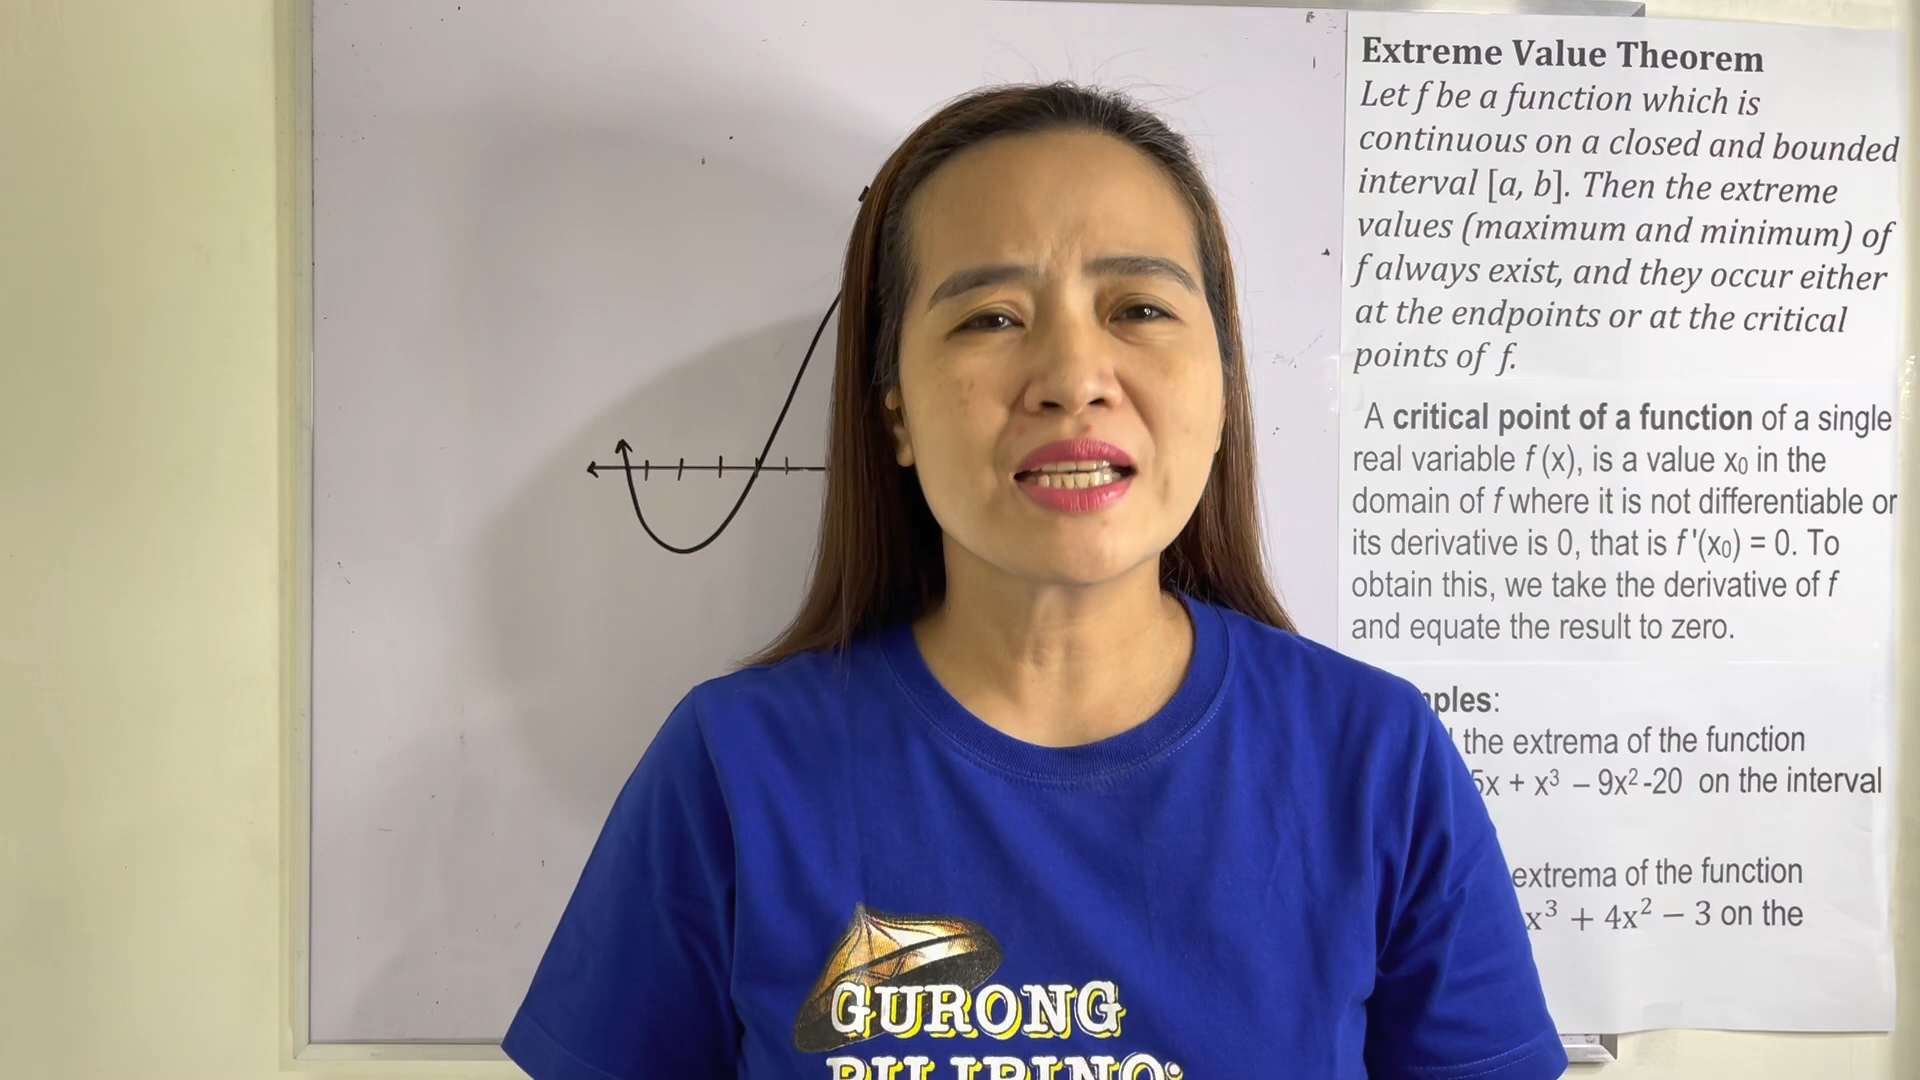 Extreme Value Theorem
Let f be a function which is
continuous on a closed and bounded
interval [a, b]. Then the extreme
values (maximum and minimum) of
f always exist, and they occur either
at the endpoints or at the critical
points of f.
A critical point of a function of a single
real variable f (x), is a value x₀ in the
domain of f where it is not differentiable or
its derivative is 0, that is f '(x₀) = 0. To
obtain this, we take the derivative of f
and equate the result to zero.
ples:
the extrema of the function
5x + x³ – 9x² -20 on the interval
extrema of the function
x³ + 4x² − 3 on the
GURONG
PILIPINO: